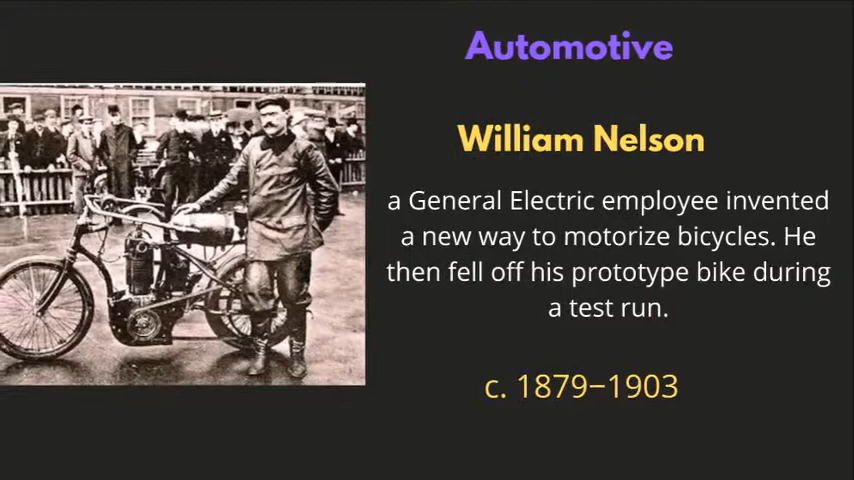 Automotive
William Nelson
a General Electric employee invented
a new way to motorize bicycles. He
then fell off his prototype bike during
a test run.
c. 1879–1903